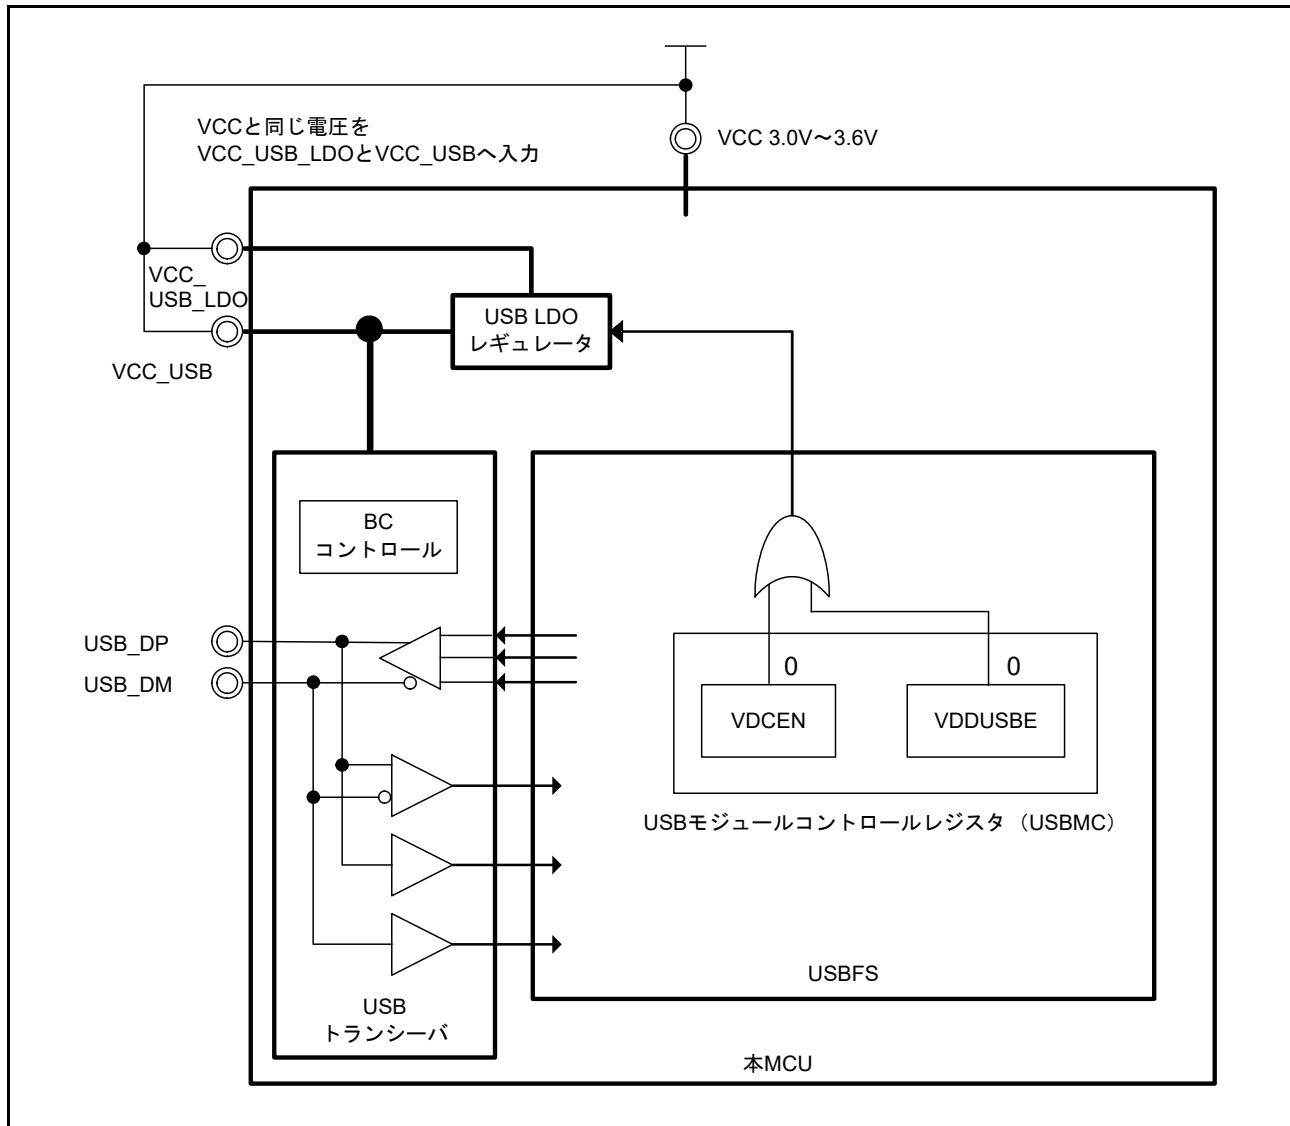 VCCと同じ電圧を
VCC_USB_LDOとVCC_USBへ入力
VCC 3.0V～3.6V
VCC_
USB_LDO
USB LDO
レギュレータ
VCC_USB
BC
コントロール
USB_DP
USB_DM
0
0
VDCEN
VDDUSBE
USBモジュールコントロールレジスタ（USBMC）
USBFS
USB
トランシーバ
本MCU